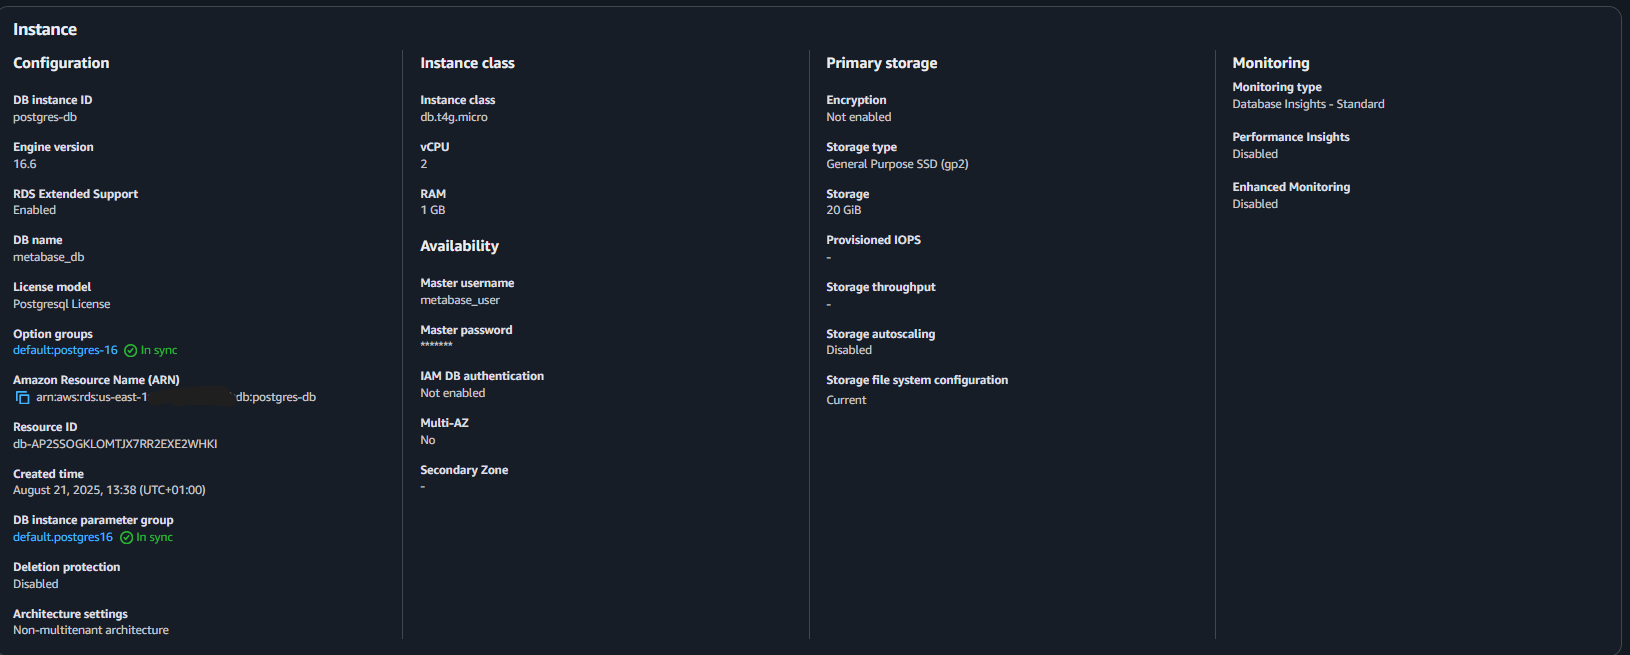 Instance
Configuration
DB instance ID
postgres-db
Engine version
16.6
RDS Extended Support
Enabled
DB name
metabase_db
License model
Postgresql License
Option groups
default:postgres-16 In sync
Amazon Resource Name (ARN)
arn:aws:rds:us-east-1 db:postgres-db
Resource ID
db-AP2SSOGKLOMTJX7RR2EXE2WHKI
Created time
August 21, 2025, 13:38 (UTC+01:00)
DB instance parameter group
default.postgres16 In sync
Deletion protection
Disabled
Architecture settings
Non-multitenant architecture
Instance class
Instance class
db.t4g.micro
vCPU
2
RAM
1 GB
Availability
Master username
metabase_user
Master password
*******
IAM DB authentication
Not enabled
Multi-AZ
No
Secondary Zone
-
Primary storage
Encryption
Not enabled
Storage type
General Purpose SSD (gp2)
Storage
20 GiB
Provisioned IOPS
-
Storage throughput
-
Storage autoscaling
Disabled
Storage file system configuration
Current
Monitoring
Monitoring type
Database Insights - Standard
Performance Insights
Disabled
Enhanced Monitoring
Disabled